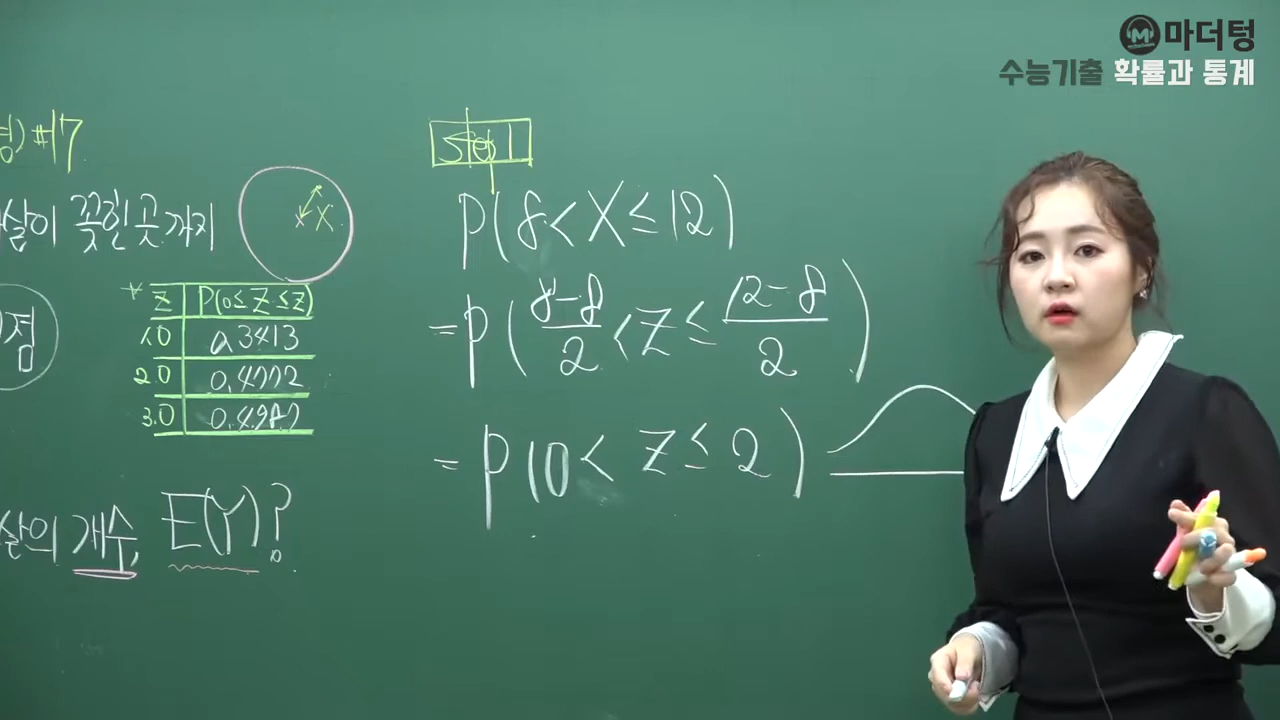 마더텅
수능기출 확률과 통계
#17
살이 꽂힌 곳까지
X
* z P(0≤Z≤z)
1.0 0.3413
2.0 0.4772
3.0 0.4987
점
살의 개수, E(Y)?
Sol
P(8<X≤12)
=P(8-8/2<Z≤12-8/2)
=P(0<Z≤2)